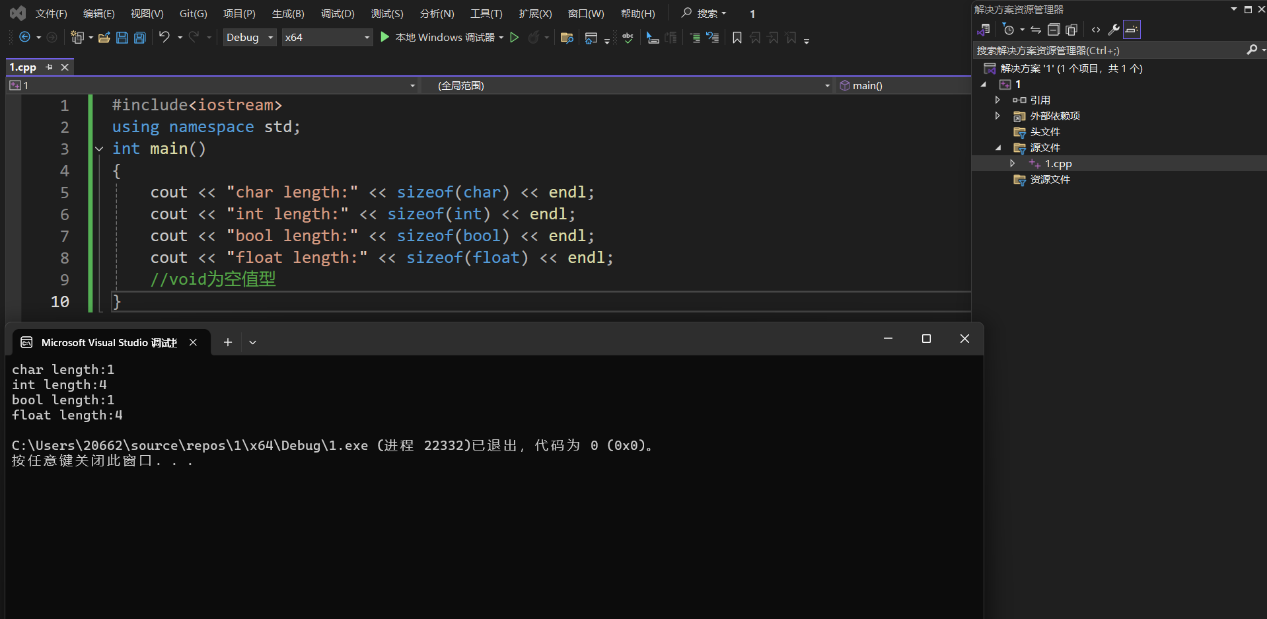 文件(F) 编辑(E) 视图(V) Git(G) 项目(P) 生成(B) 调试(D) 测试(S) 分析(N) 工具(T) 扩展(X) 窗口(W) 帮助(H) 搜索 1
Debug x64 本地 Windows 调试器
1.cpp
1 (全局范围) main()
1 #include<iostream>
2 using namespace std;
3 int main()
4 {
5 cout << "char length:" << sizeof(char) << endl;
6 cout << "int length:" << sizeof(int) << endl;
7 cout << "bool length:" << sizeof(bool) << endl;
8 cout << "float length:" << sizeof(float) << endl;
9 //void为空值型
10 }
解决方案资源管理器
搜索解决方案资源管理器(Ctrl+;)
解决方案 '1' (1 个项目，共 1 个)
1
引用
外部依赖项
头文件
源文件
1.cpp
资源文件
Microsoft Visual Studio 调试
char length:1
int length:4
bool length:1
float length:4
C:\Users\20662\source\repos\1\x64\Debug\1.exe (进程 22332)已退出，代码为 0 (0x0)。
按任意键关闭此窗口. . .